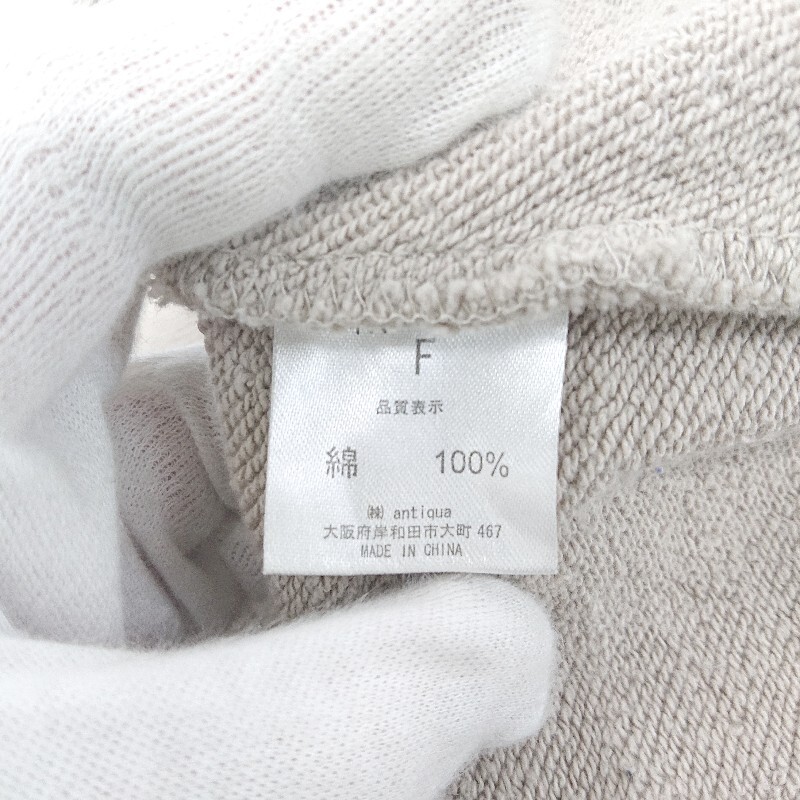 F
品質表示
綿 100%
㈱ antiqua
大阪府岸和田市大町 467
MADE IN CHINA